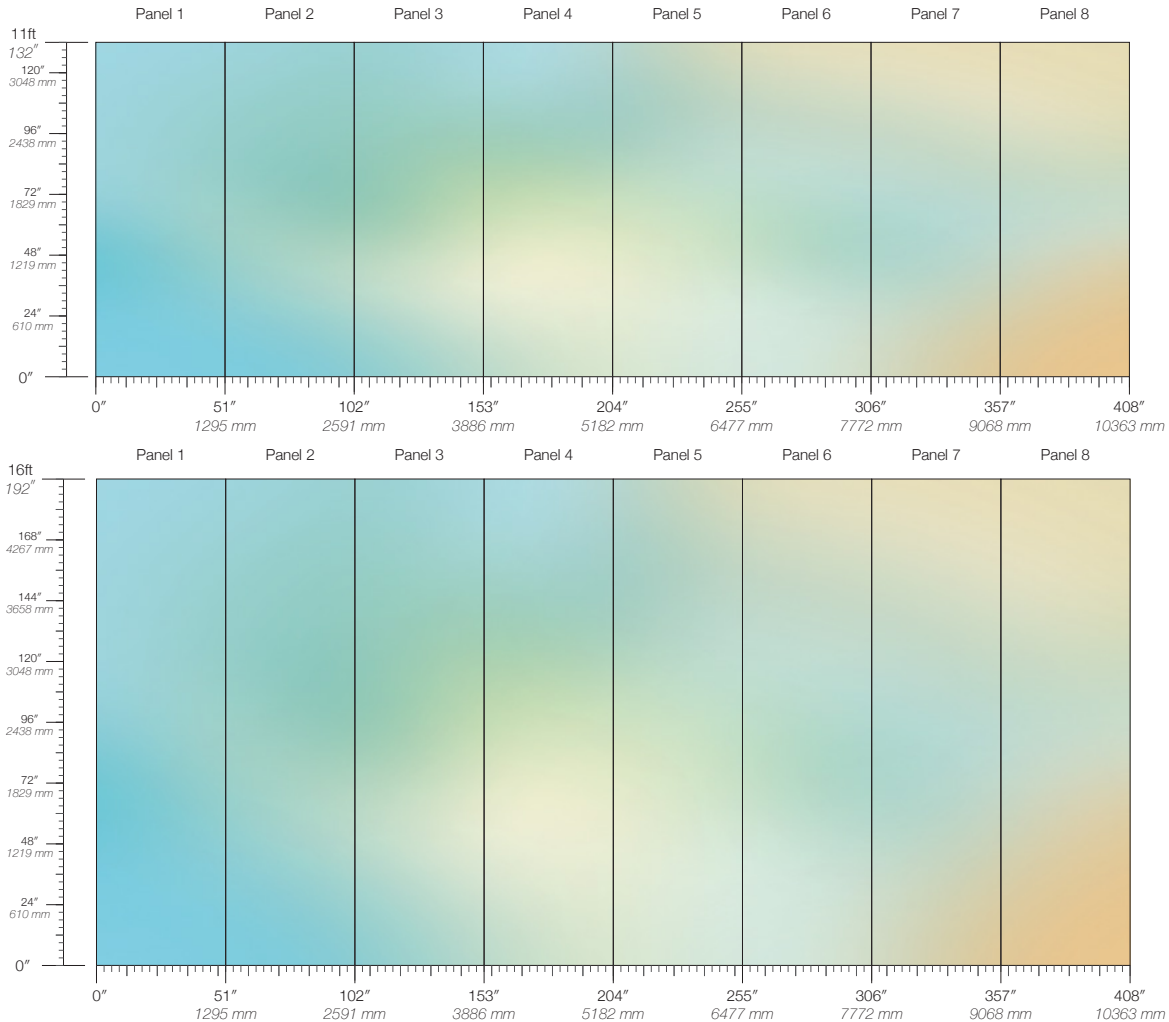 Panel 1 Panel 2 Panel 3 Panel 4 Panel 5 Panel 6 Panel 7 Panel 8
11ft
132″
120″
3048 mm
96″
2438 mm
72″
1829 mm
48″
1219 mm
24″
610 mm
0″
0″ 51″ 102″ 153″ 204″ 255″ 306″ 357″ 408″
1295 mm 2591 mm 3886 mm 5182 mm 6477 mm 7772 mm 9068 mm 10363 mm
Panel 1 Panel 2 Panel 3 Panel 4 Panel 5 Panel 6 Panel 7 Panel 8
16ft
192″
168″
4267 mm
144″
3658 mm
120″
3048 mm
96″
2438 mm
72″
1829 mm
48″
1219 mm
24″
610 mm
0″
0″ 51″ 102″ 153″ 204″ 255″ 306″ 357″ 408″
1295 mm 2591 mm 3886 mm 5182 mm 6477 mm 7772 mm 9068 mm 10363 mm